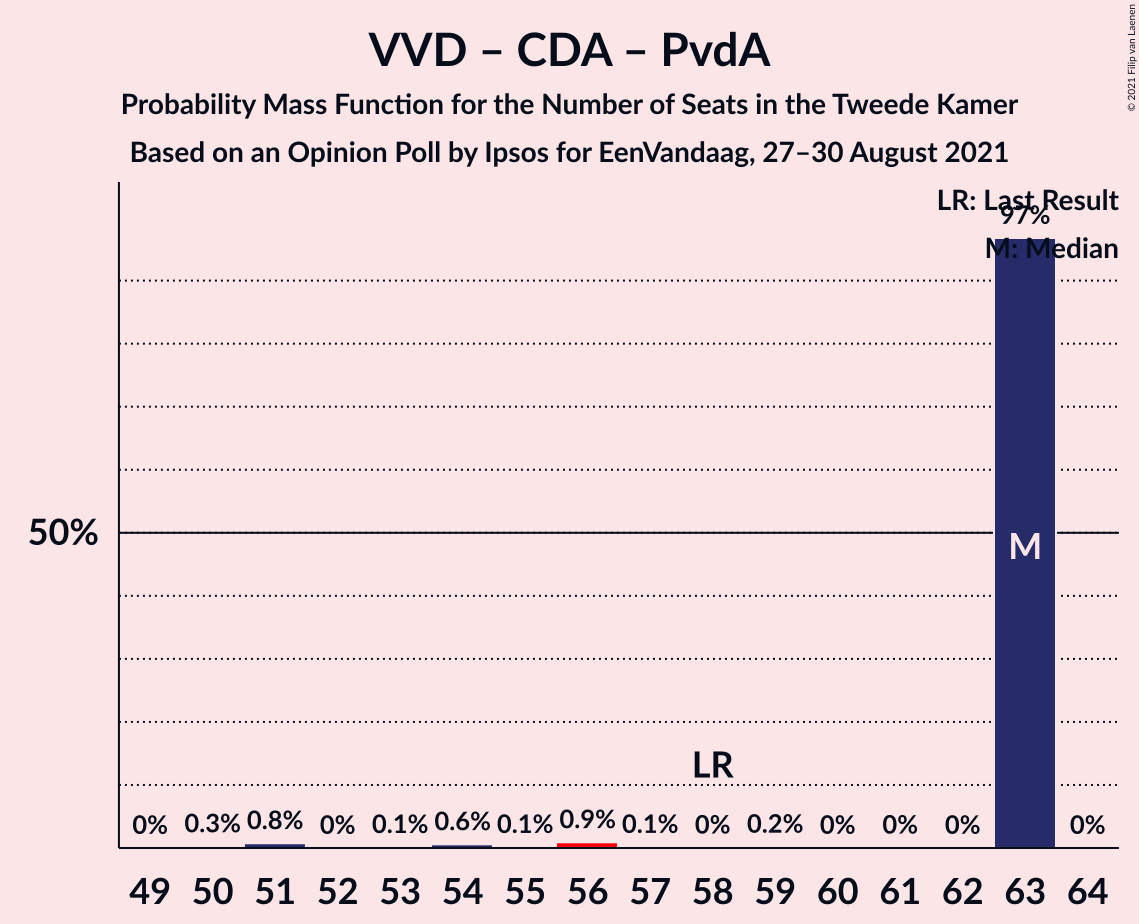 VVD – CDA – PvdA
Probability Mass Function for the Number of Seats in the Tweede Kamer
Based on an Opinion Poll by Ipsos for EenVandaag, 27–30 August 2021
© 2021 Filip van Laenen
LR: Last Result
97%
M: Median
50%
M
LR
0% 0.3% 0.8% 0% 0.1% 0.6% 0.1% 0.9% 0.1% 0% 0.2% 0% 0% 0% 0%
49 50 51 52 53 54 55 56 57 58 59 60 61 62 63 64